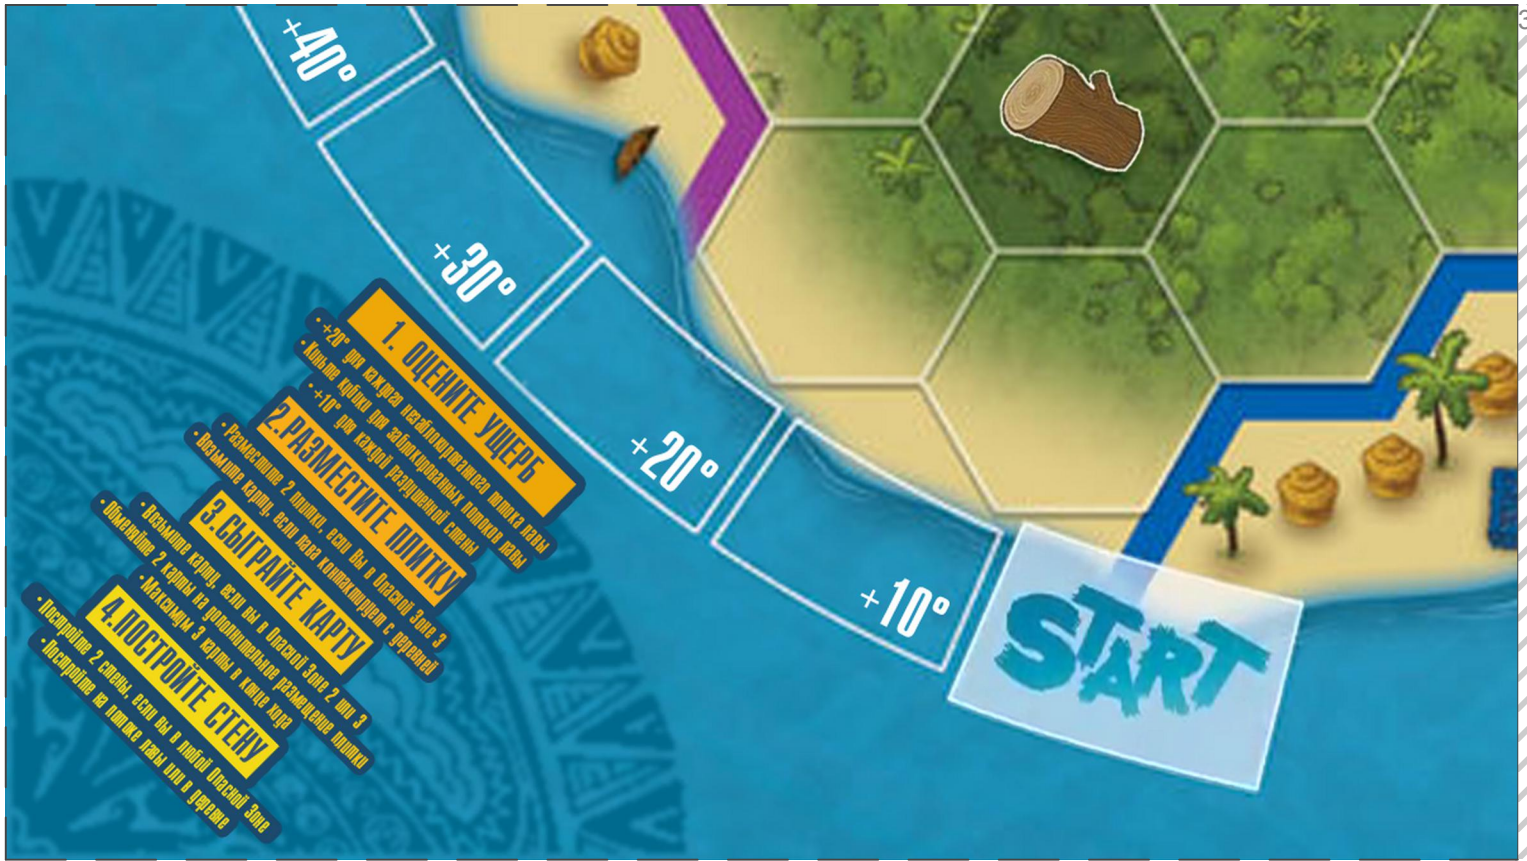 +40°
+30°
+20°
+10°
START
1. ОЦЕНИТЕ УЩЕРБ
• +20° для каждого незаблокированного потока лавы
• Киньте кубики для заблокированных потоков лавы
• +10° для каждой разрушенной стены
2.РАЗМЕСТИТЕ ПЛИТКУ
• Разместите 2 плитки, если Вы в Опасной Зоне 3
• Возьмите карту, если лава контактирует с деревней
3.СЫГРАЙТЕ КАРТУ
• Возьмите карту, если вы в Опасной Зоне 2 или 3
• Обменяйте 2 карты на дополнительное размещение плитки
• Максимум 3 карты в конце хода
4.ПОСТРОЙТЕ СТЕНУ
• Постройте 2 стены, если вы в любой Опасной Зоне
• Постройте на потоке лавы или в деревне